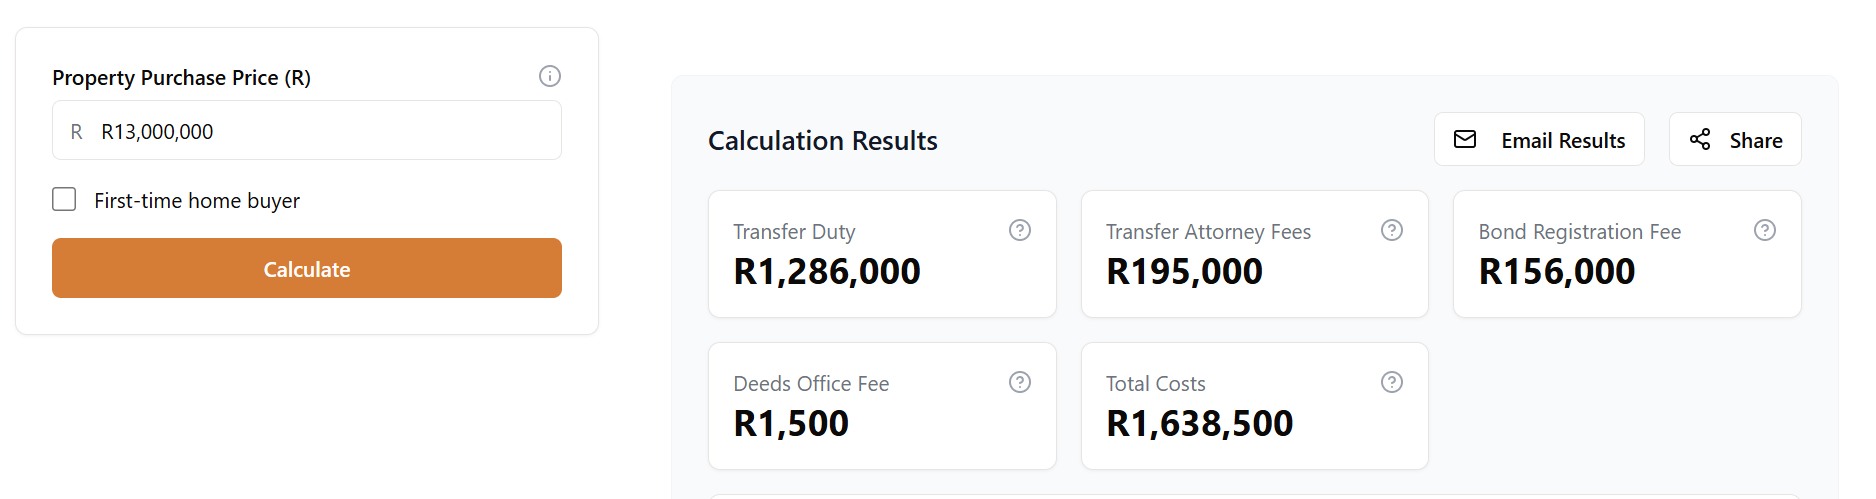 Property Purchase Price (R)
R R13,000,000
First-time home buyer
Calculate
Calculation Results
Email Results
Share
Transfer Duty
R1,286,000
Transfer Attorney Fees
R195,000
Bond Registration Fee
R156,000
Deeds Office Fee
R1,500
Total Costs
R1,638,500